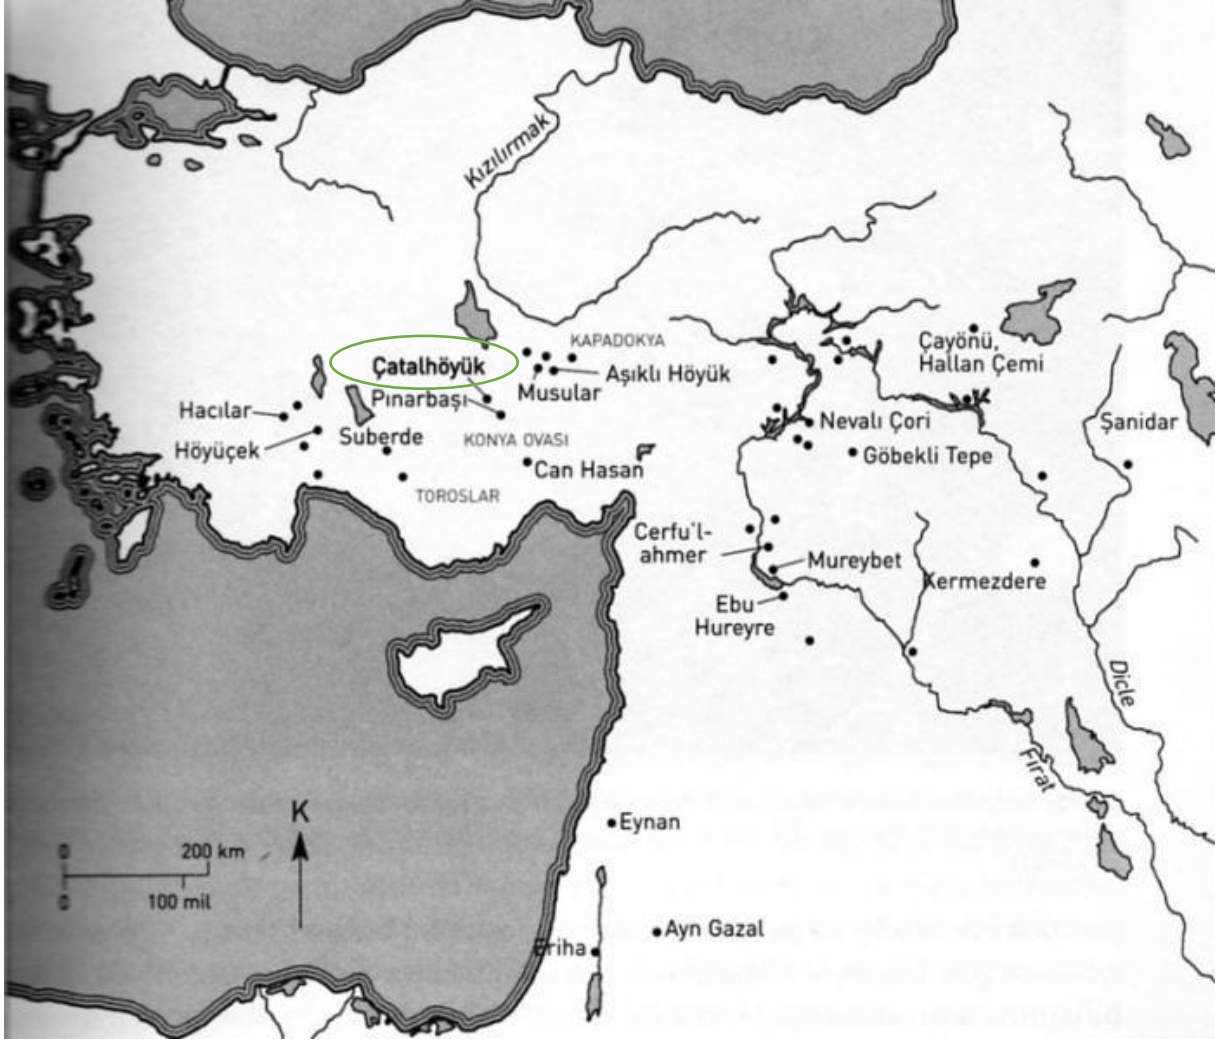 Kızılırmak
KAPADOKYA
Çatalhöyük
Aşıklı Höyük
Musular
Pınarbaşı
Hacılar
Höyüçek
Suberde
KONYA OVASI
Can Hasan
TOROSLAR
Cayönü,
Hallan Çemi
Nevalı Çori
Göbekli Tepe
Şanidar
Cerfu'l-
ahmer
Mureybet
Kermezdere
Ebu
Hureyre
Dicle
Fırat
Eynan
Ayn Gazal
Eriha
K
0
200 km
0
100 mil